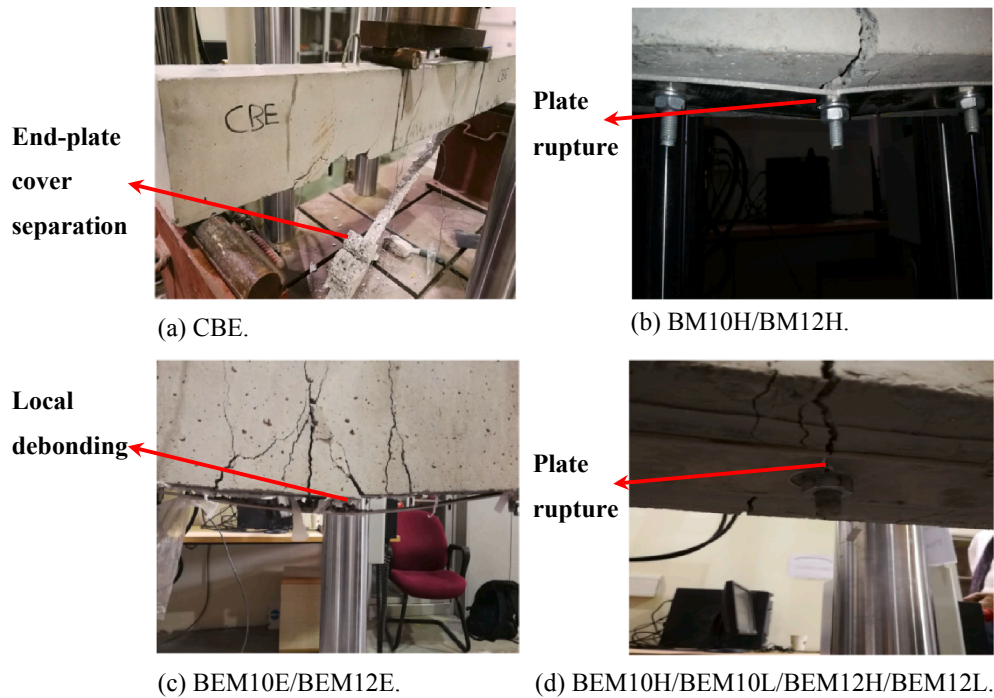 End-plate
cover
separation
CBE
CBE
(a) CBE.
Plate
rupture
(b) BM10H/BM12H.
Local
debonding
(c) BEM10E/BEM12E.
Plate
rupture
(d) BEM10H/BEM10L/BEM12H/BEM12L.